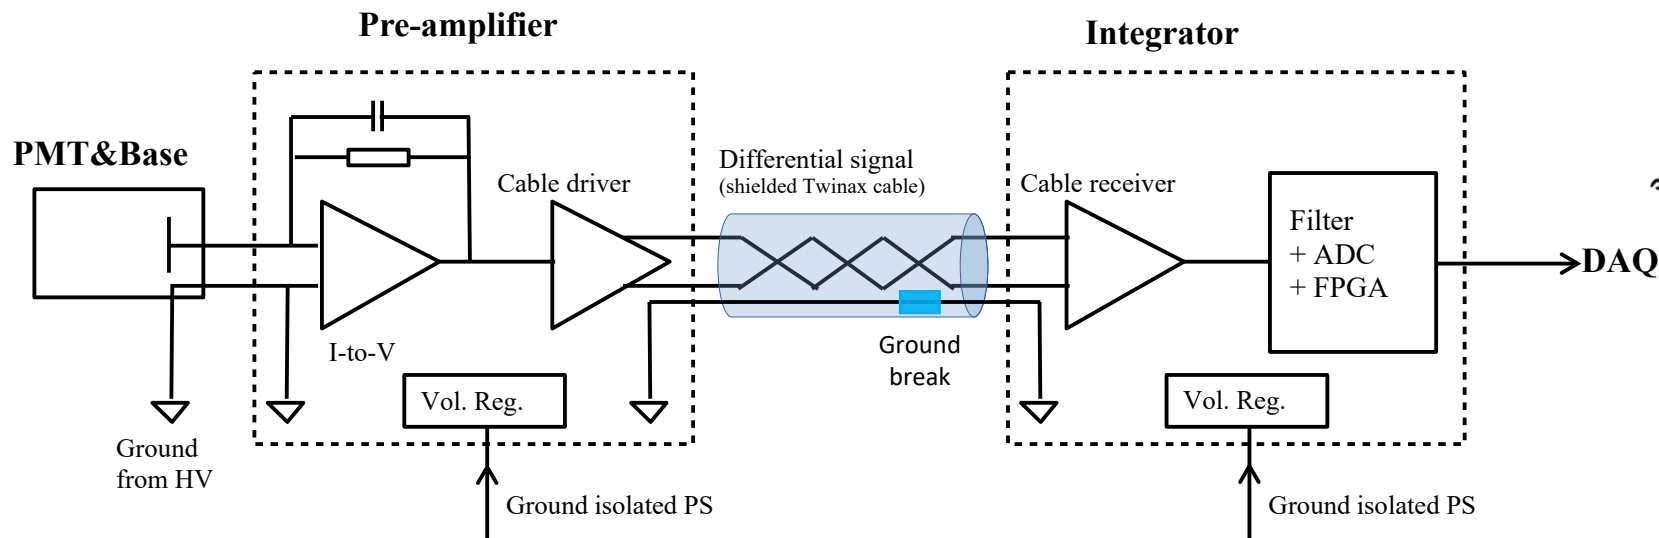 Pre-amplifier
Integrator
PMT&Base
Differential signal
(shielded Twinax cable)
Cable driver
Cable receiver
Filter
+ ADC
+ FPGA
DAQ
I-to-V
Ground
break
Vol. Reg.
Vol. Reg.
Ground
from HV
Ground isolated PS
Ground isolated PS